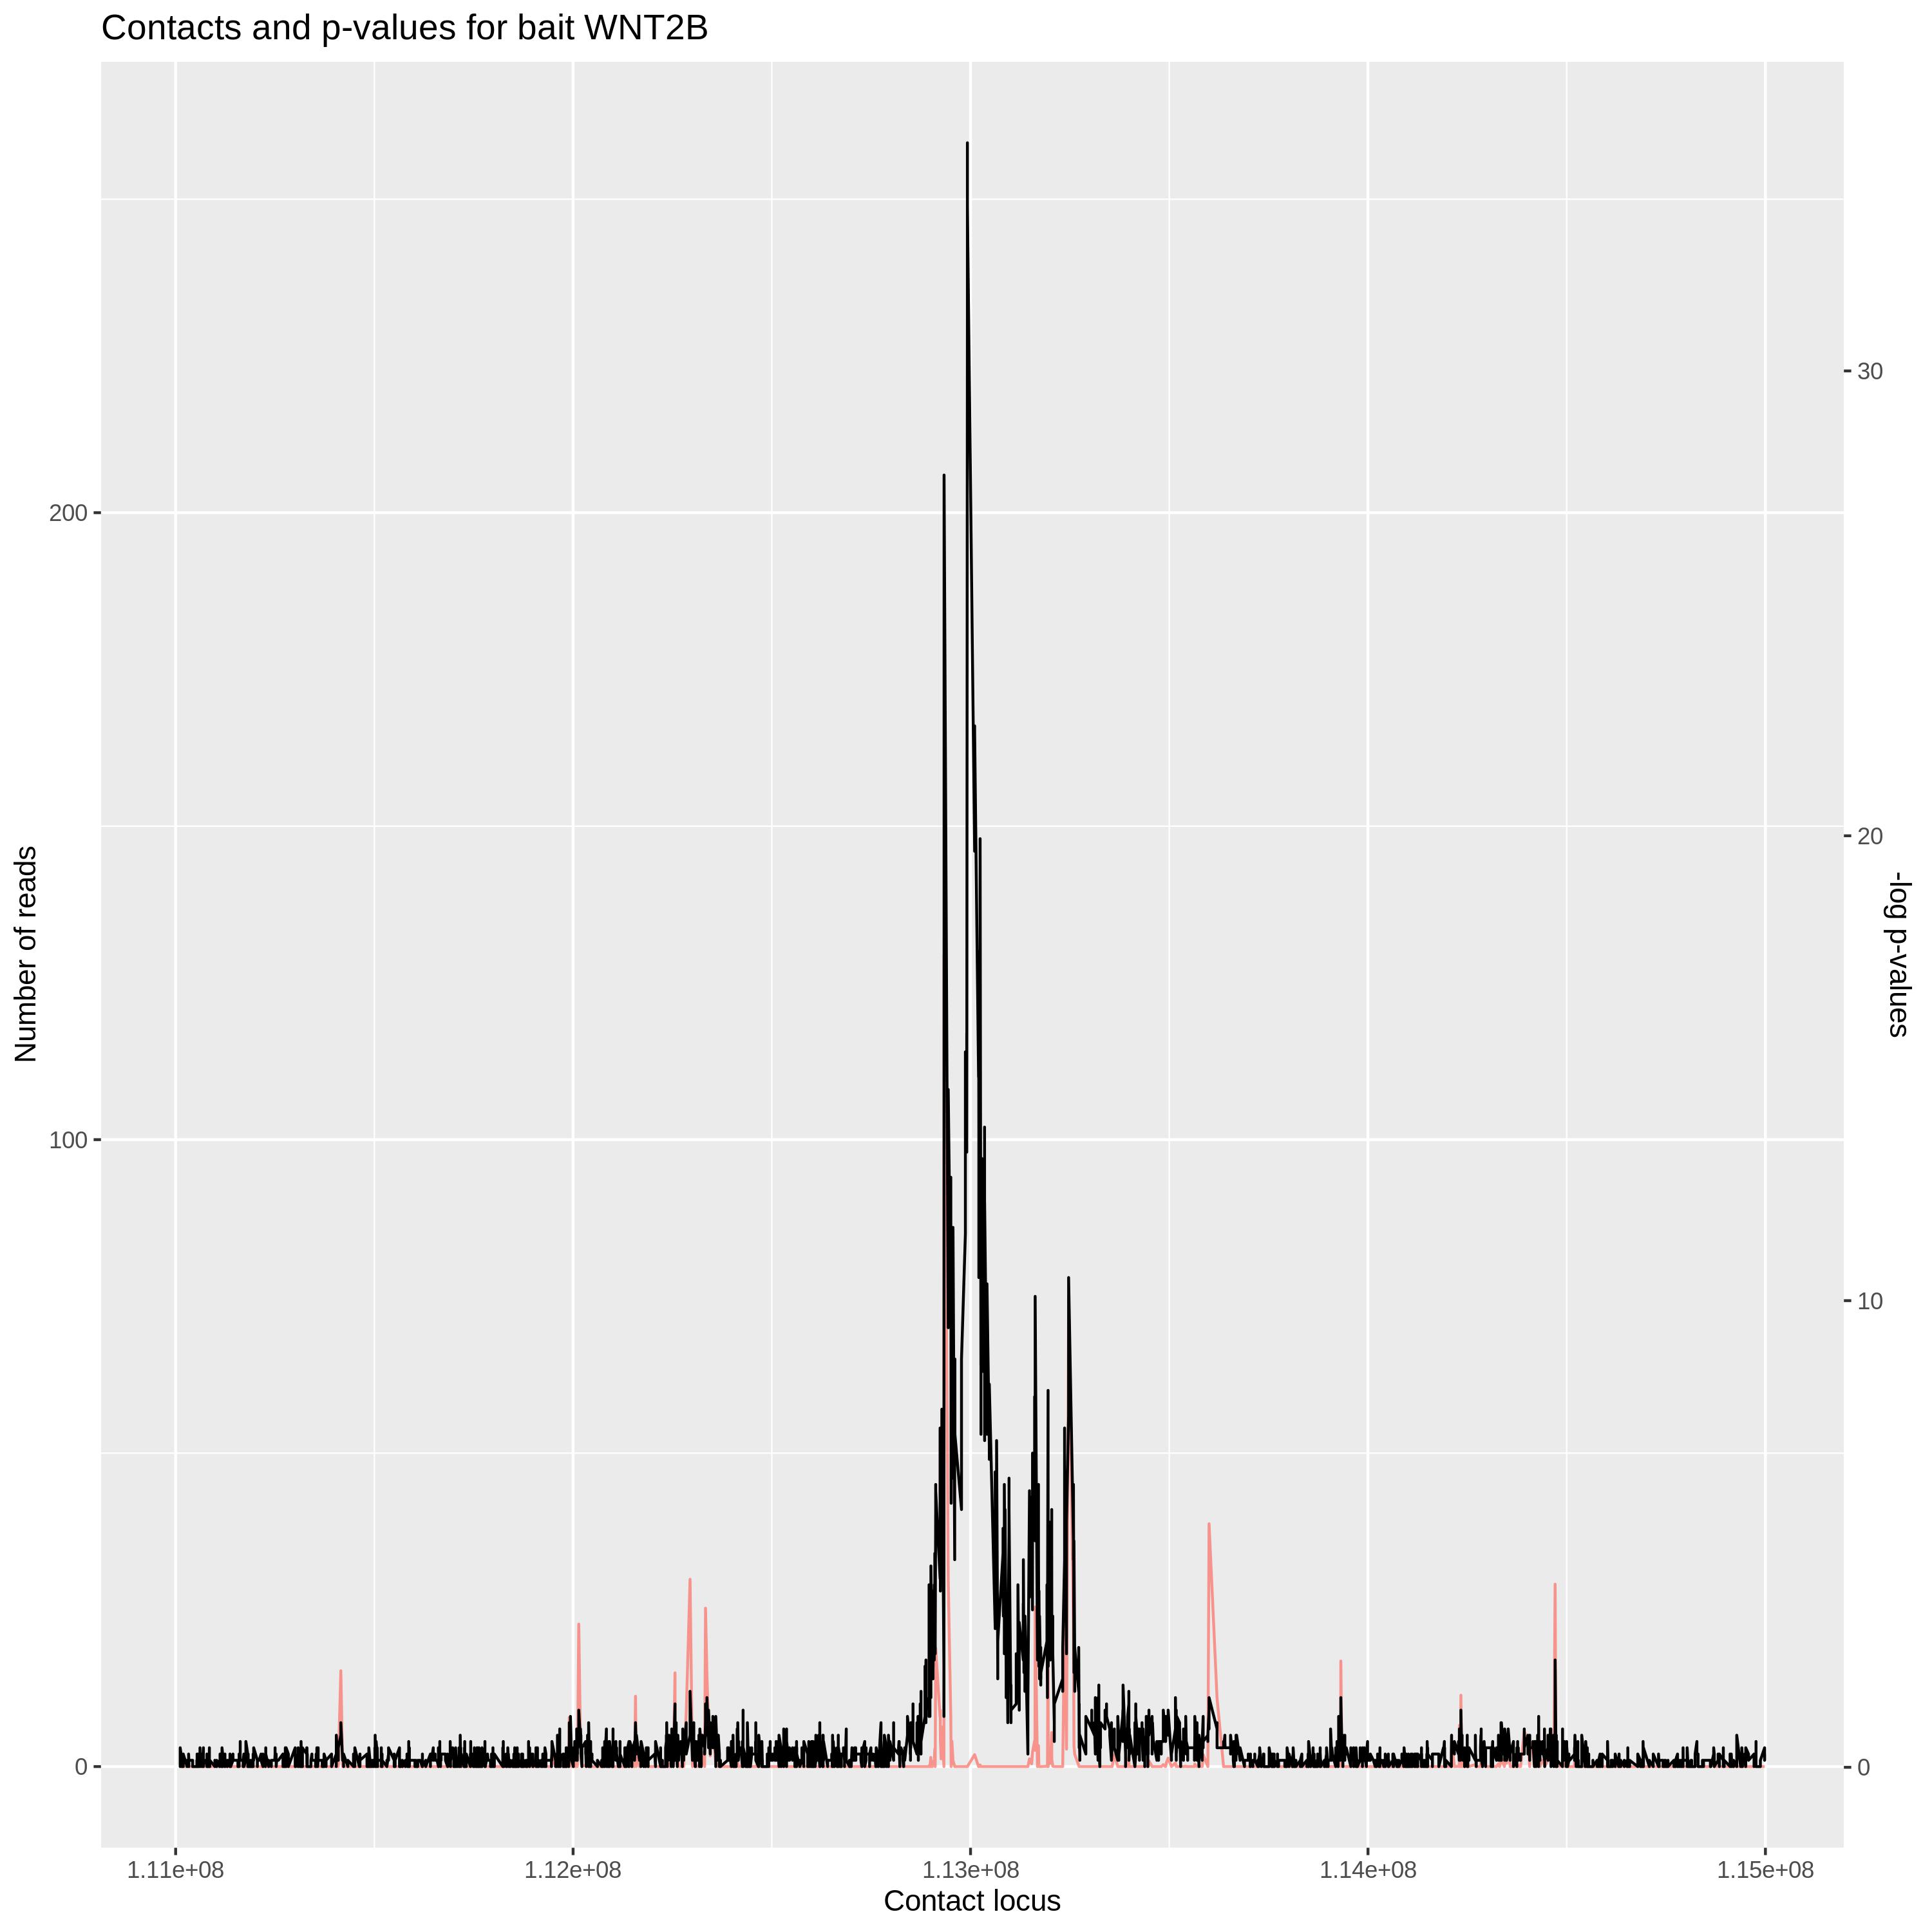 Contacts and p-values for bait WNT2B
Number of reads
200
100
0
30
20
10
0
-log p-values
1.11e+08 1.12e+08 1.13e+08 1.14e+08 1.15e+08
Contact locus